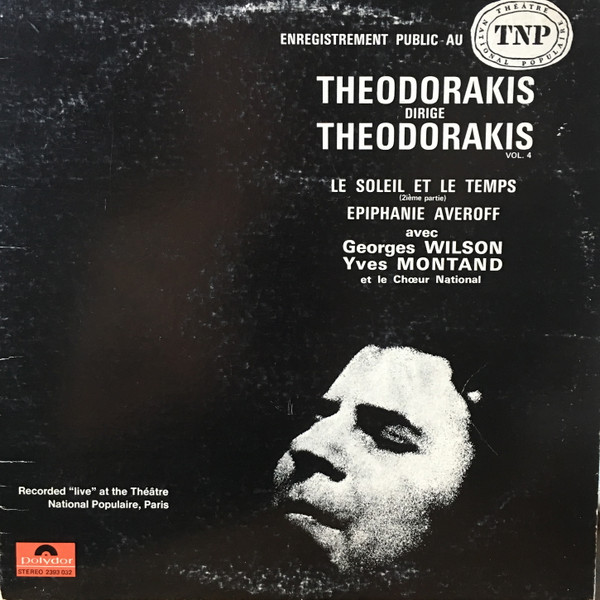 ENREGISTREMENT PUBLIC AU
THÉÂTRE
TNP
NATIONAL POPULAIRE
THEODORAKIS
DIRIGE
THEODORAKIS
VOL. 4
LE SOLEIL ET LE TEMPS
(2ième partie)
EPIPHANIE AVEROFF
avec
Georges WILSON
Yves MONTAND
et le Chœur National
Recorded "live" at the Théâtre
National Populaire, Paris
Polydor
STEREO 2393 032